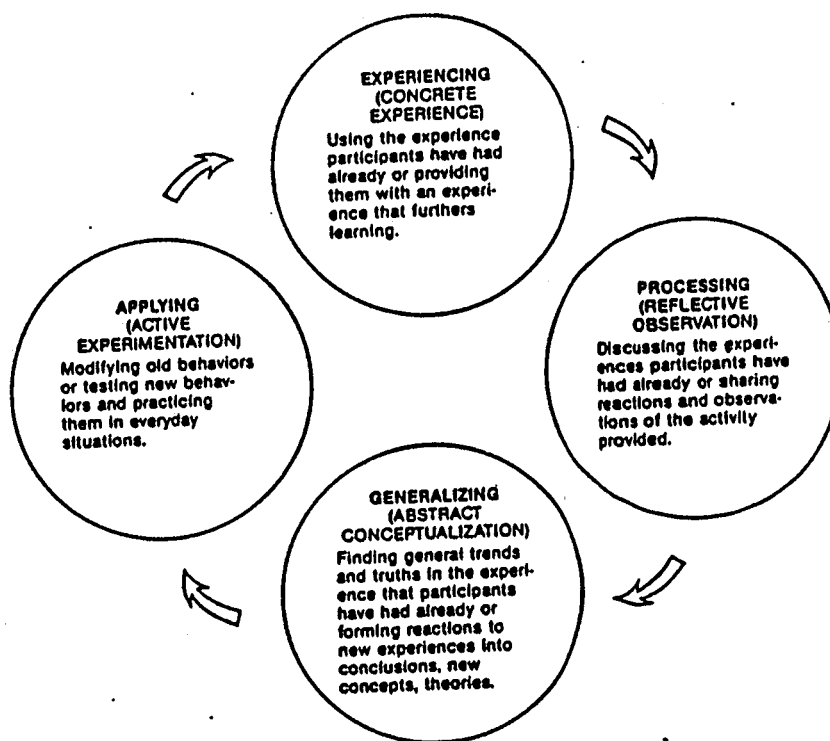 EXPERIENCING
(CONCRETE
EXPERIENCE)
Using the experience
participants have had
already or providing
them with an experi-
ence that furthers
learning.
PROCESSING
(REFLECTIVE
OBSERVATION)
Discussing the experi-
ences participants have
had already or sharing
reactions and observa-
tions of the activity
provided.
GENERALIZING
(ABSTRACT
CONCEPTUALIZATION)
Finding general trends
and truths in the experi-
ence that participants
have had already or
forming reactions to
new experiences into
conclusions, new
concepts, theories.
APPLYING
(ACTIVE
EXPERIMENTATION)
Modifying old behaviors
or testing new behav-
iors and practicing
them in everyday
situations.